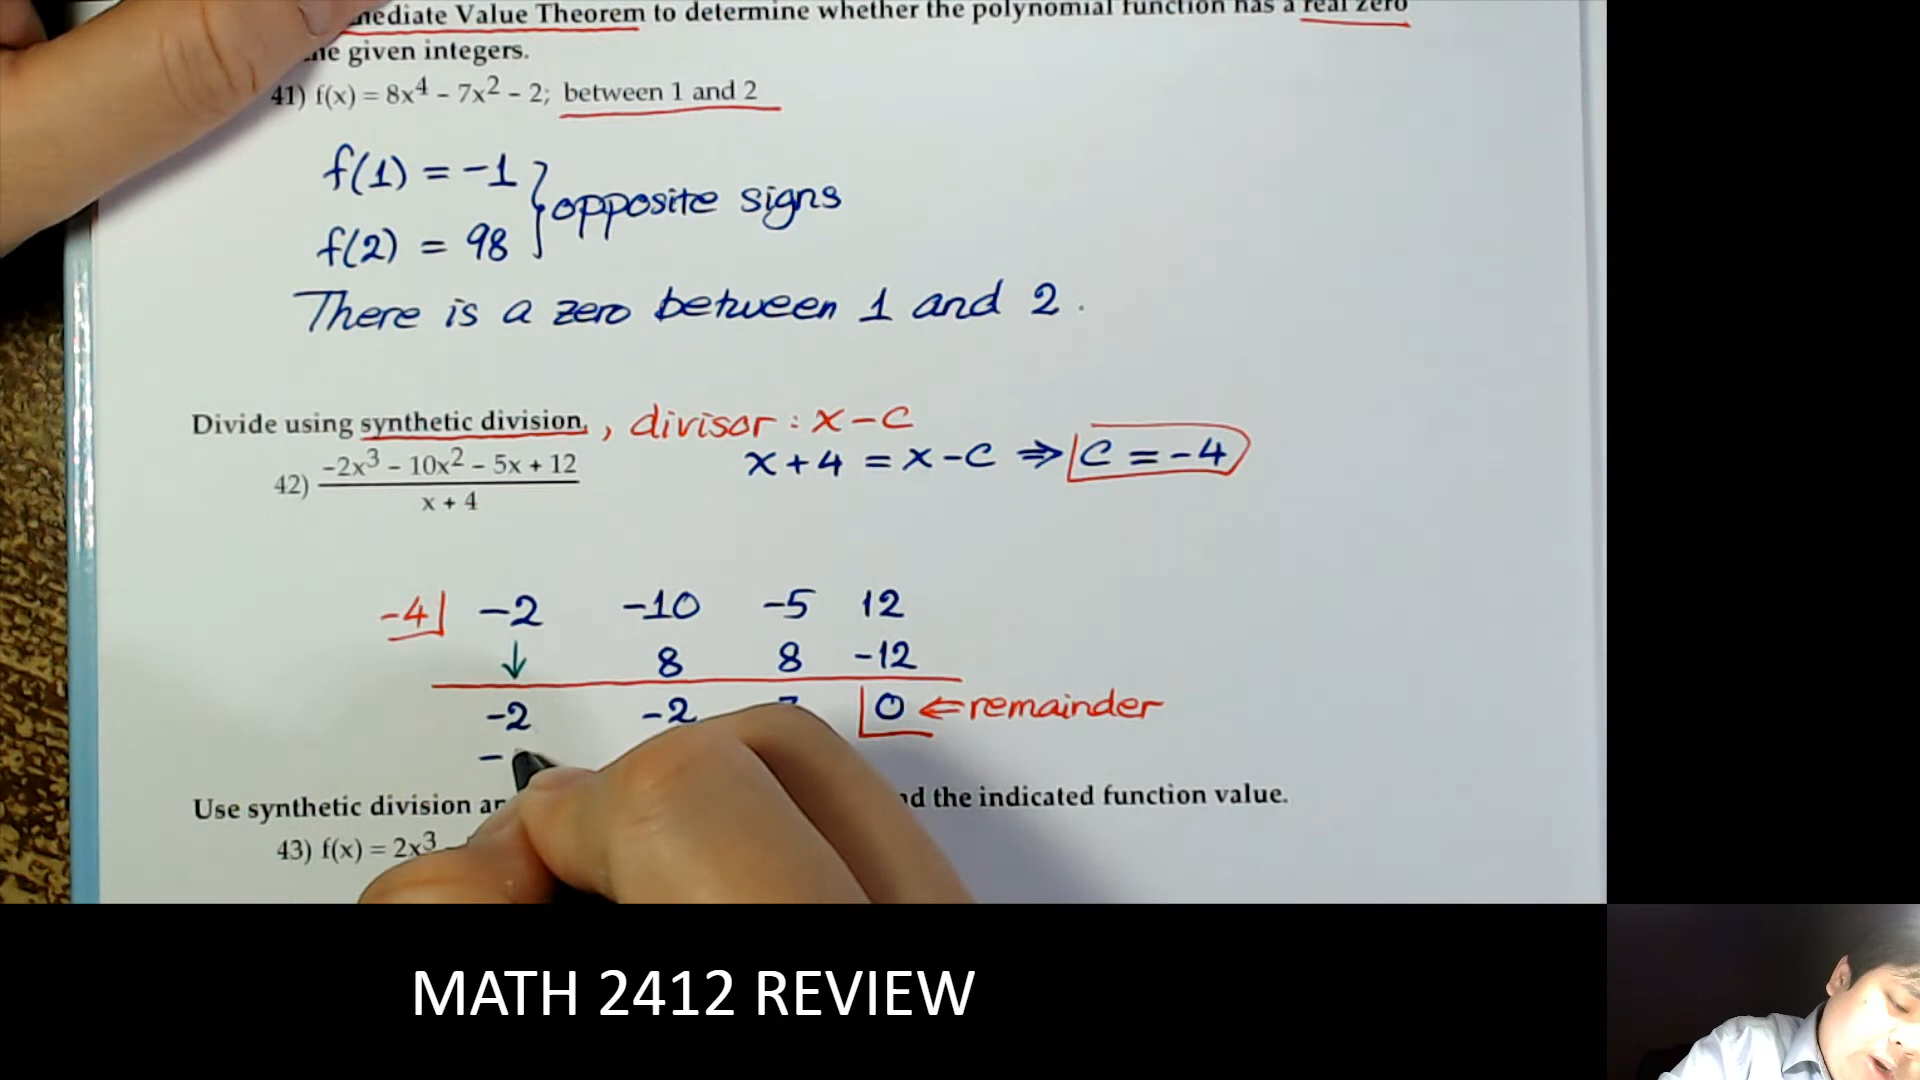 mediate Value Theorem to determine whether the polynomial function has a real zero
given integers.
41) f(x) = 8x⁴ - 7x² - 2; between 1 and 2
f(1) = -1
f(2) = 98
opposite signs
There is a zero between 1 and 2.
Divide using synthetic division. , divisor : x - c
42) -2x³ - 10x² - 5x + 12
x + 4
x + 4 = x - c ⇒ c = -4
-4 -2 -10 -5 12
↓ 8 8 -12
-2 -2 0 ← remainder
-
Use synthetic division the indicated function value.
43) f(x) = 2x³ -
MATH 2412 REVIEW